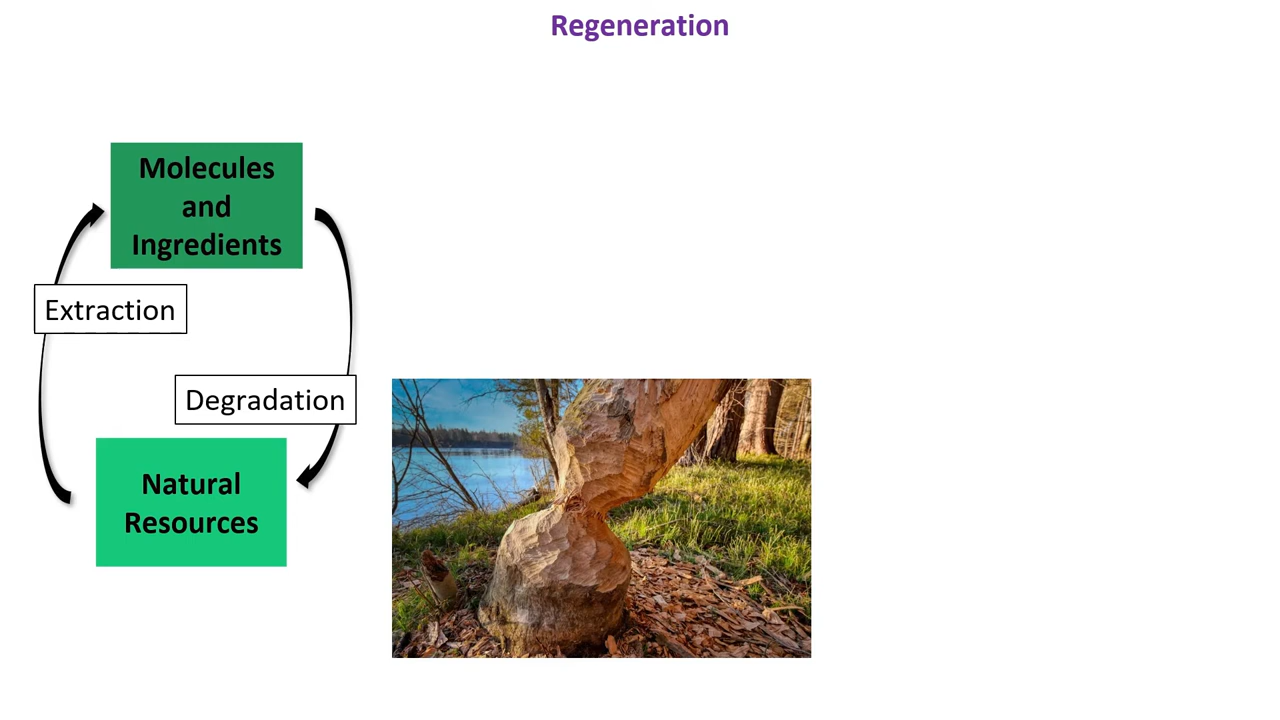 Regeneration
Molecules
and
Ingredients
Extraction
Degradation
Natural
Resources